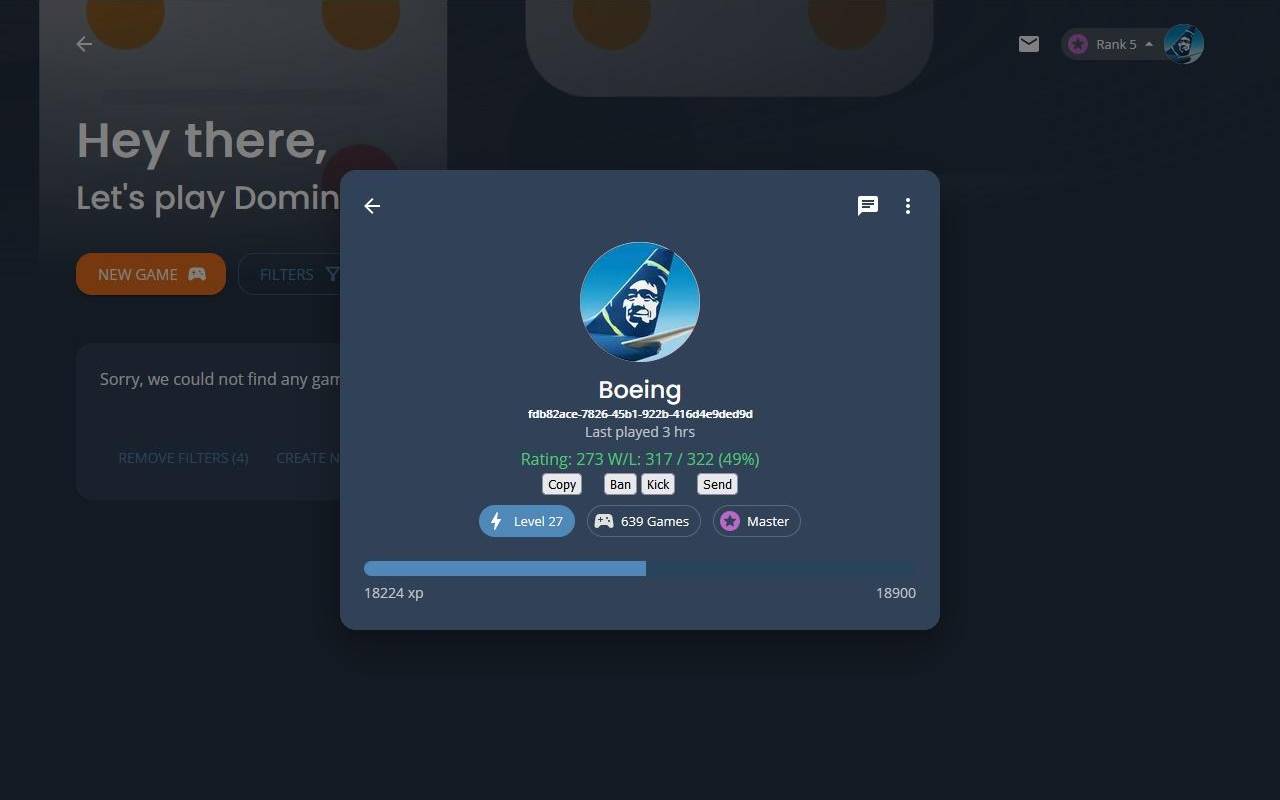 Rank 5
Hey there,
Let's play Domin
NEW GAME
FILTERS
Sorry, we could not find any gam
REMOVE FILTERS (4)
CREATE N
Boeing
fdb82ace-7826-45b1-922b-416d4e9ded9d
Last played 3 hrs
Rating: 273 W/L: 317 / 322 (49%)
Copy Ban Kick Send
Level 27 639 Games Master
18224 xp 18900